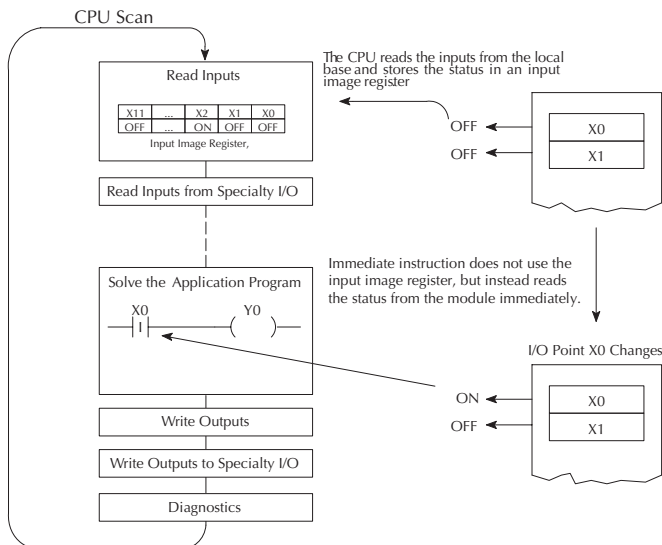 CPU Scan
Read Inputs
X11 ... X2 X1 X0
OFF ... ON OFF OFF
Input Image Register,
The CPU reads the inputs from the local
base and stores the status in an input
image register
OFF X0
OFF X1
Read Inputs from Specialty I/O
Solve the Application Program
X0 Y0
I
Immediate instruction does not use the
input image register, but instead reads
the status from the module immediately.
I/O Point X0 Changes
ON X0
OFF X1
Write Outputs
Write Outputs to Specialty I/O
Diagnostics